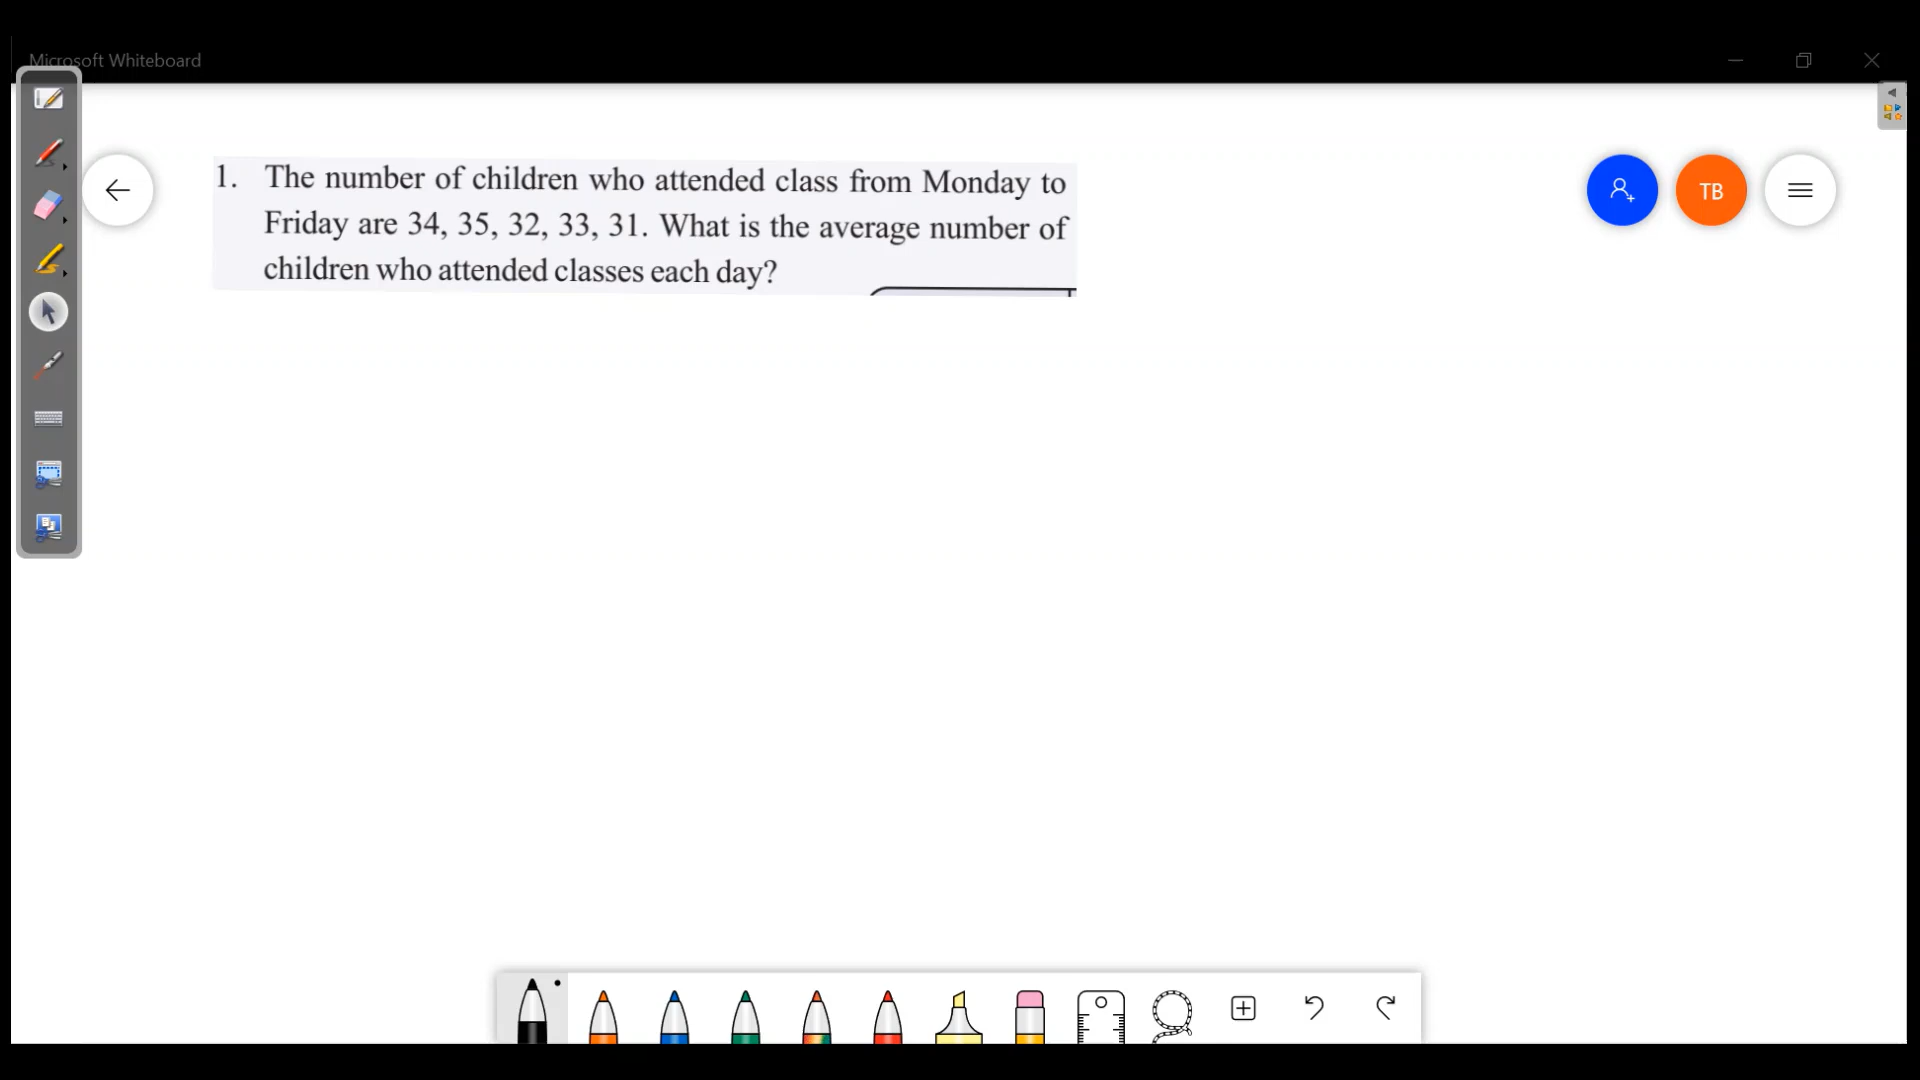 Microsoft Whiteboard
TB
1. The number of children who attended class from Monday to
Friday are 34, 35, 32, 33, 31. What is the average number of
children who attended classes each day?